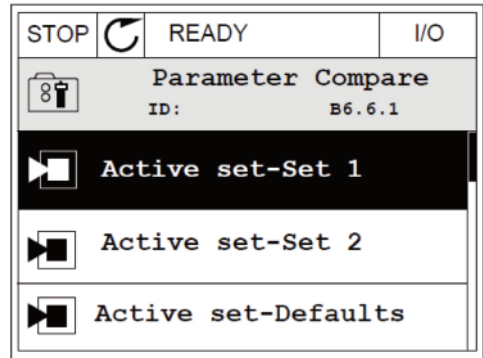 STOP READY I/O
Parameter Compare
ID: B6.6.1
Active set-Set 1
Active set-Set 2
Active set-Defaults